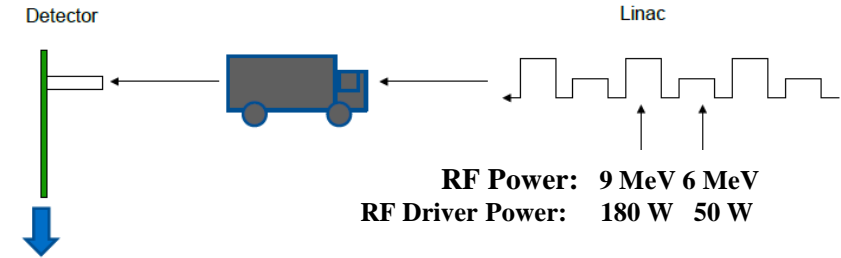 Detector
Linac
RF Power: 9 MeV 6 MeV
RF Driver Power: 180 W 50 W